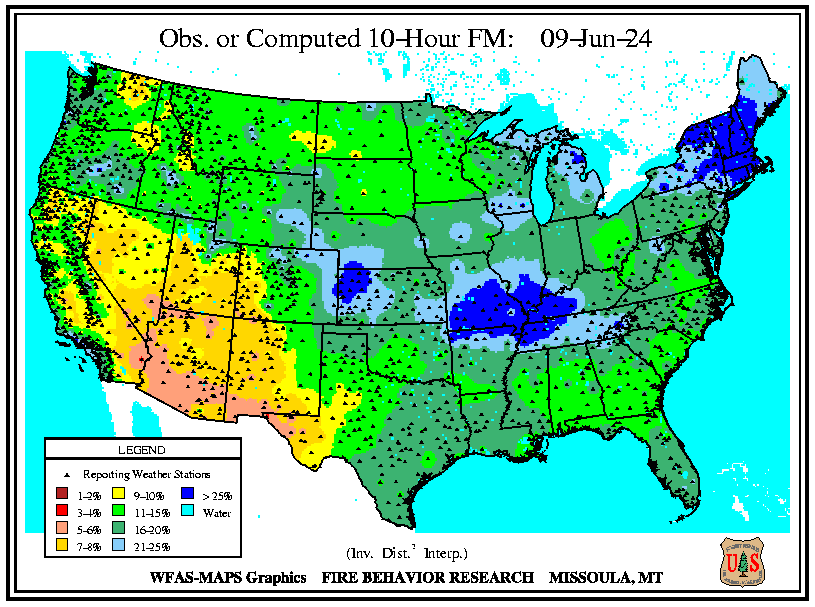 Obs. or Computed 10-Hour FM: 09-Jun-24
LEGEND
Reporting Weather Stations
1-2% 9-10% > 25%
3-4% 11-15% Water
5-6% 16-20%
7-8% 21-25%
(Inv. Dist.² Interp.)
WFAS-MAPS Graphics FIRE BEHAVIOR RESEARCH MISSOULA, MT
U S